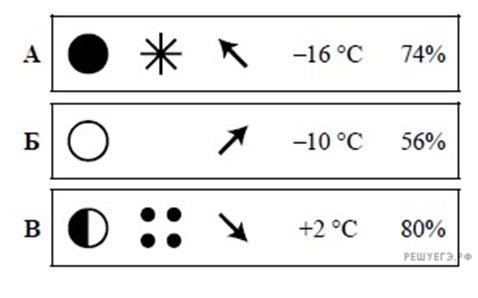 А –16 °C 74%
Б –10 °C 56%
В +2 °C 80%
РЕШУЕГЭ.РФ